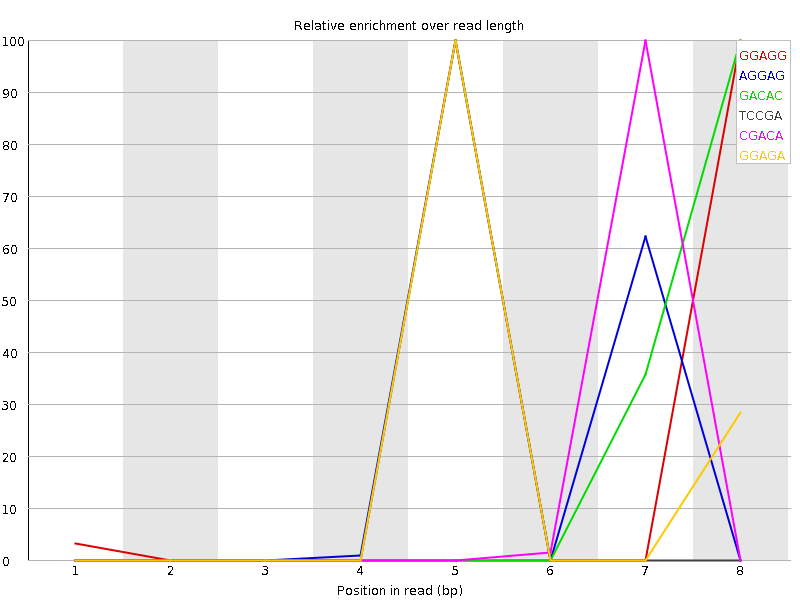 Relative enrichment over read length
100
90
80
70
60
50
40
30
20
10
0
GGAGG
AGGAG
GACAC
TCCGA
CGACA
GGAGA
1 2 3 4 5 6 7 8
Position in read (bp)